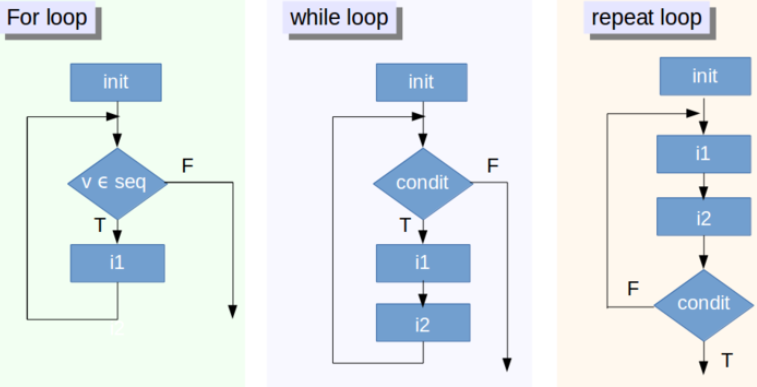 For loop
init
v ϵ seq
F
T
i1
while loop
init
condit
F
T
i1
i2
repeat loop
init
i1
i2
condit
F
T